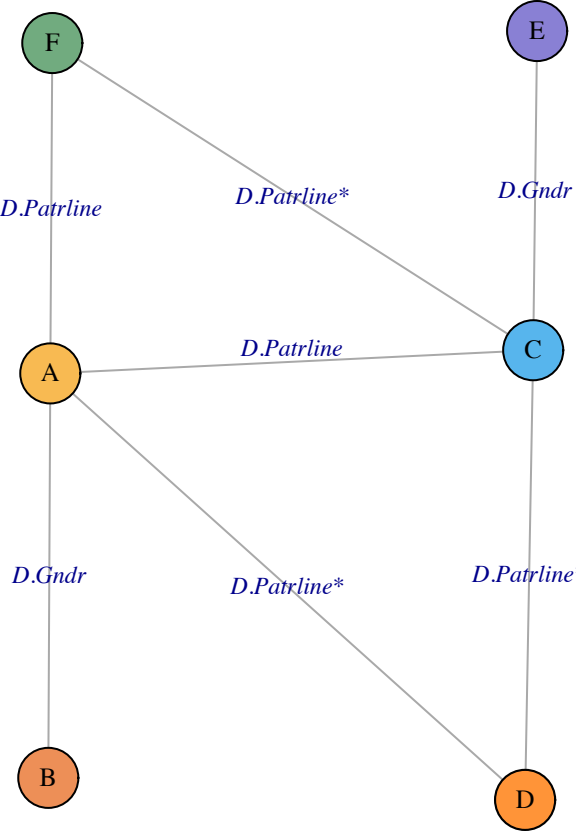 F
E
D.Patrline
D.Patrline*
D.Gndr
D.Patrline
A
C
D.Gndr
D.Patrline*
D.Patrline
B
D